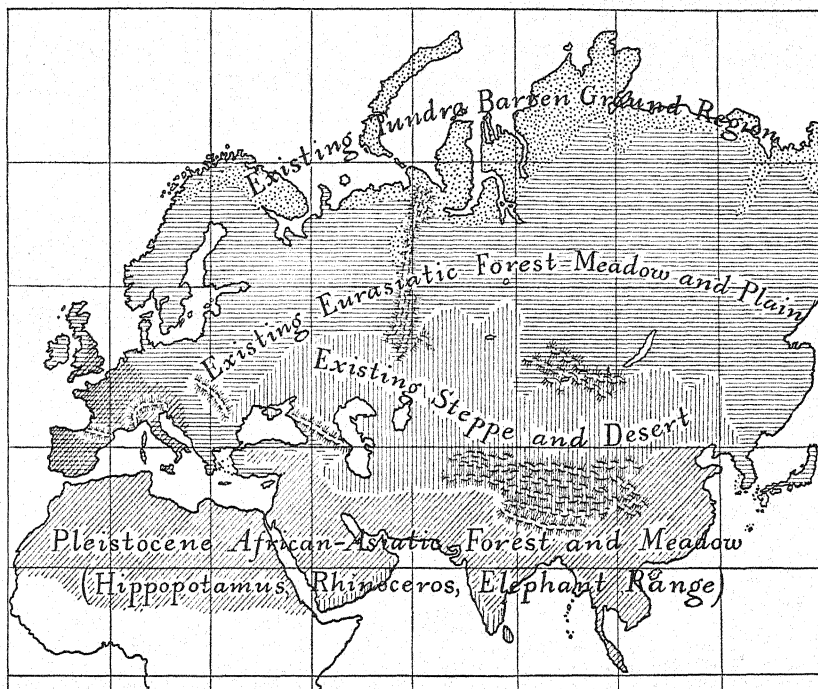 Existing Tundra Barren Ground Region
Existing Eurasiatic Forest-Meadow and Plain
Existing Steppe and Desert
Pleistocene African-Asiatic Forest and Meadow
(Hippopotamus, Rhinoceros, Elephant Range)